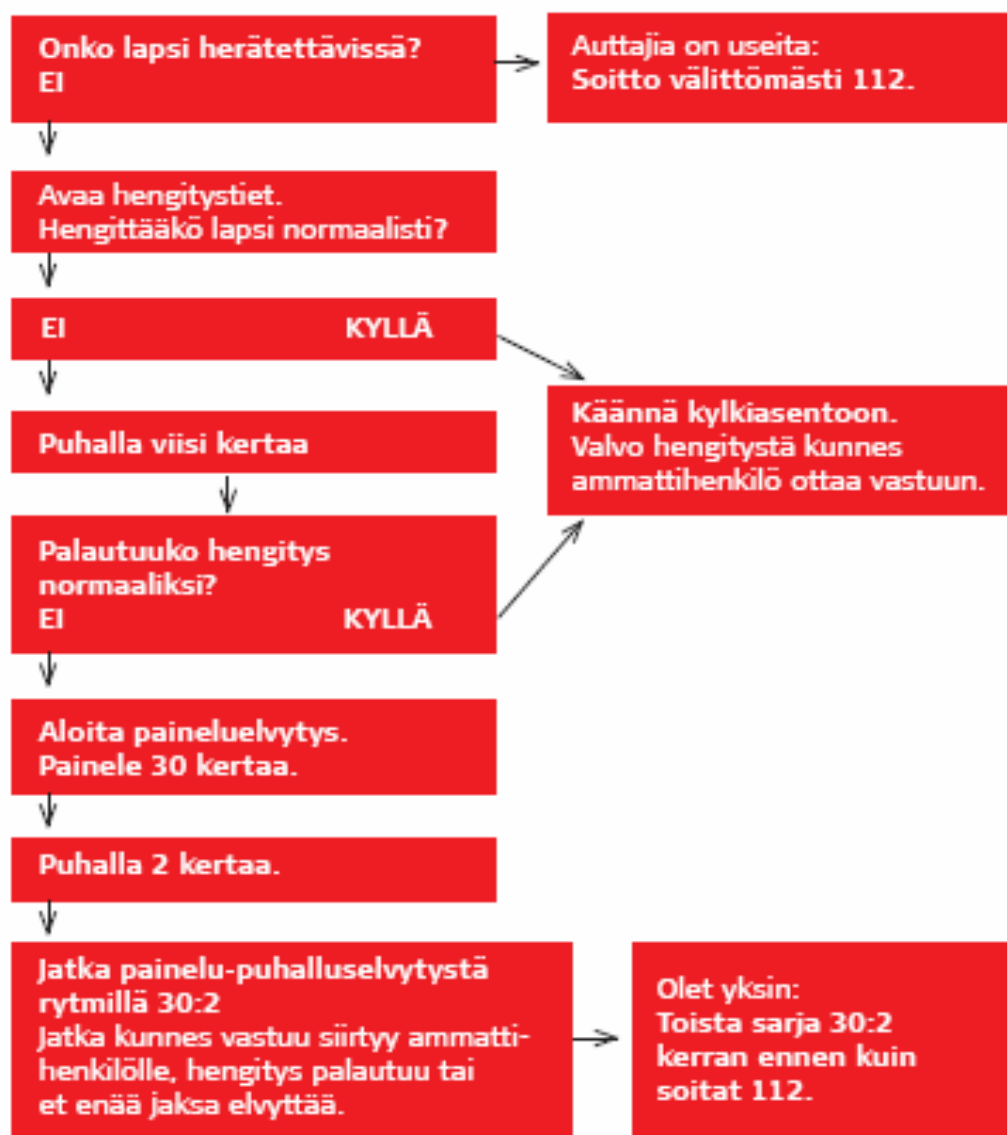 Onko lapsi herätettävissä?
EI
Auttajia on useita:
Soitto välittömästi 112.
Avaa hengitystiet.
Hengittääkö lapsi normaalisti?
EI KYLLÄ
Käännä kylkiasentoon.
Valvo hengitystä kunnes
ammattihenkilö ottaa vastuun.
Puhalla viisi kertaa
Palautuuko hengitys
normaaliksi?
EI KYLLÄ
Aloita paineluelvytys.
Painele 30 kertaa.
Puhalla 2 kertaa.
Jatka painelu-puhalluselvytystä
rytmillä 30:2
Jatka kunnes vastuu siirtyy ammatti-
henkilölle, hengitys palautuu tai
et enää jaksa elvyttää.
Olet yksin:
Toista sarja 30:2
kerran ennen kuin
soitat 112.